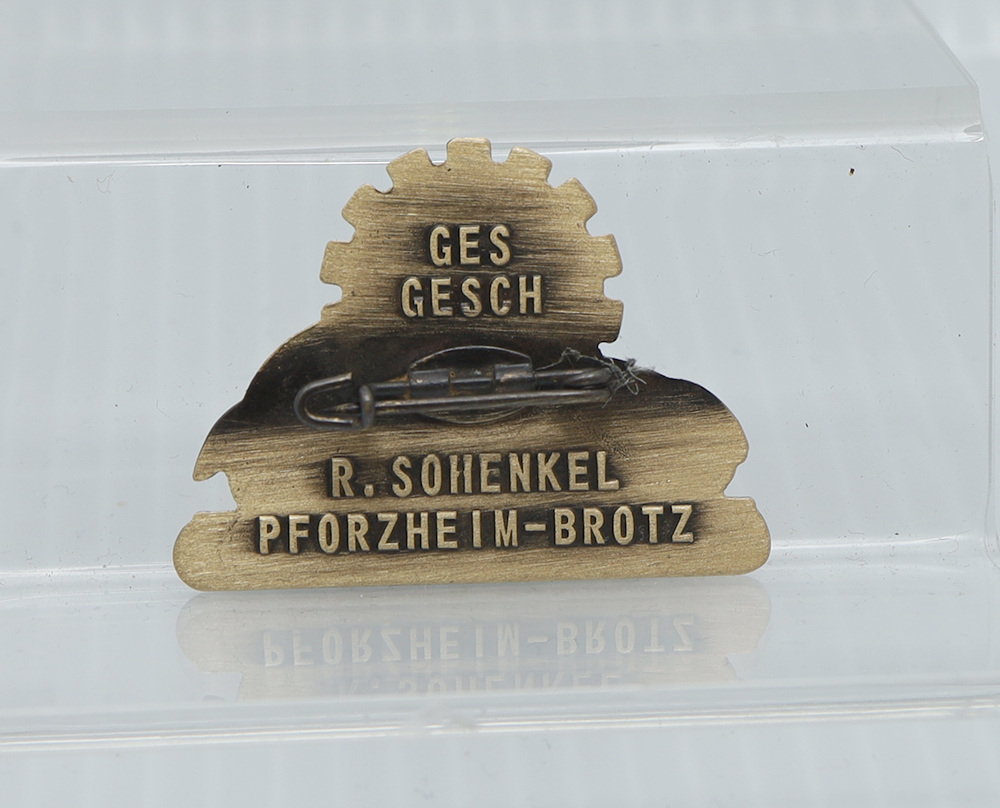 GES
GESCH
R. SOHENKEL
PFORZHEIM-BROTZ